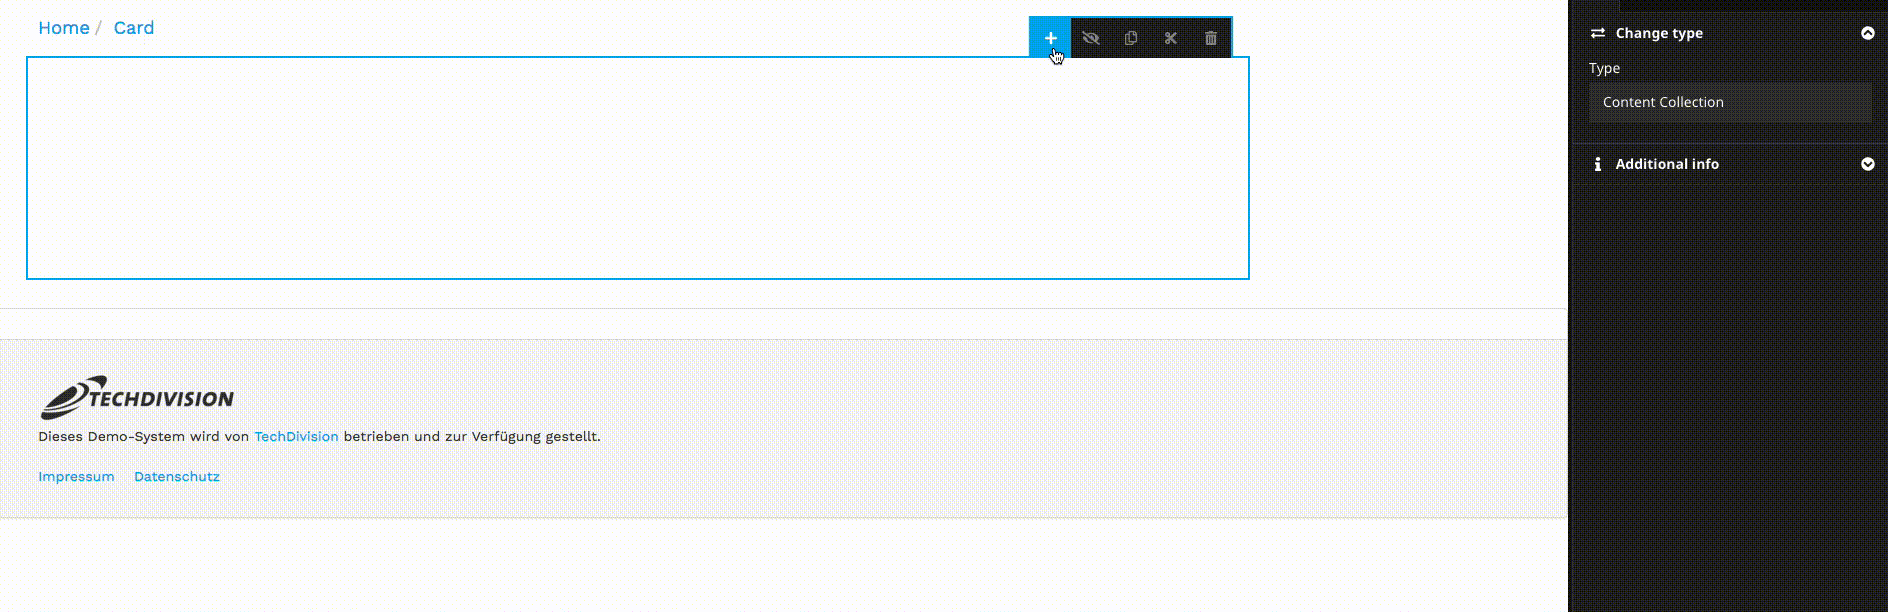 Home / Card
Change type
Type
Content Collection
Additional info
TECHDIVISION
Dieses Demo-System wird von TechDivision betrieben und zur Verfügung gestellt.
Impressum Datenschutz